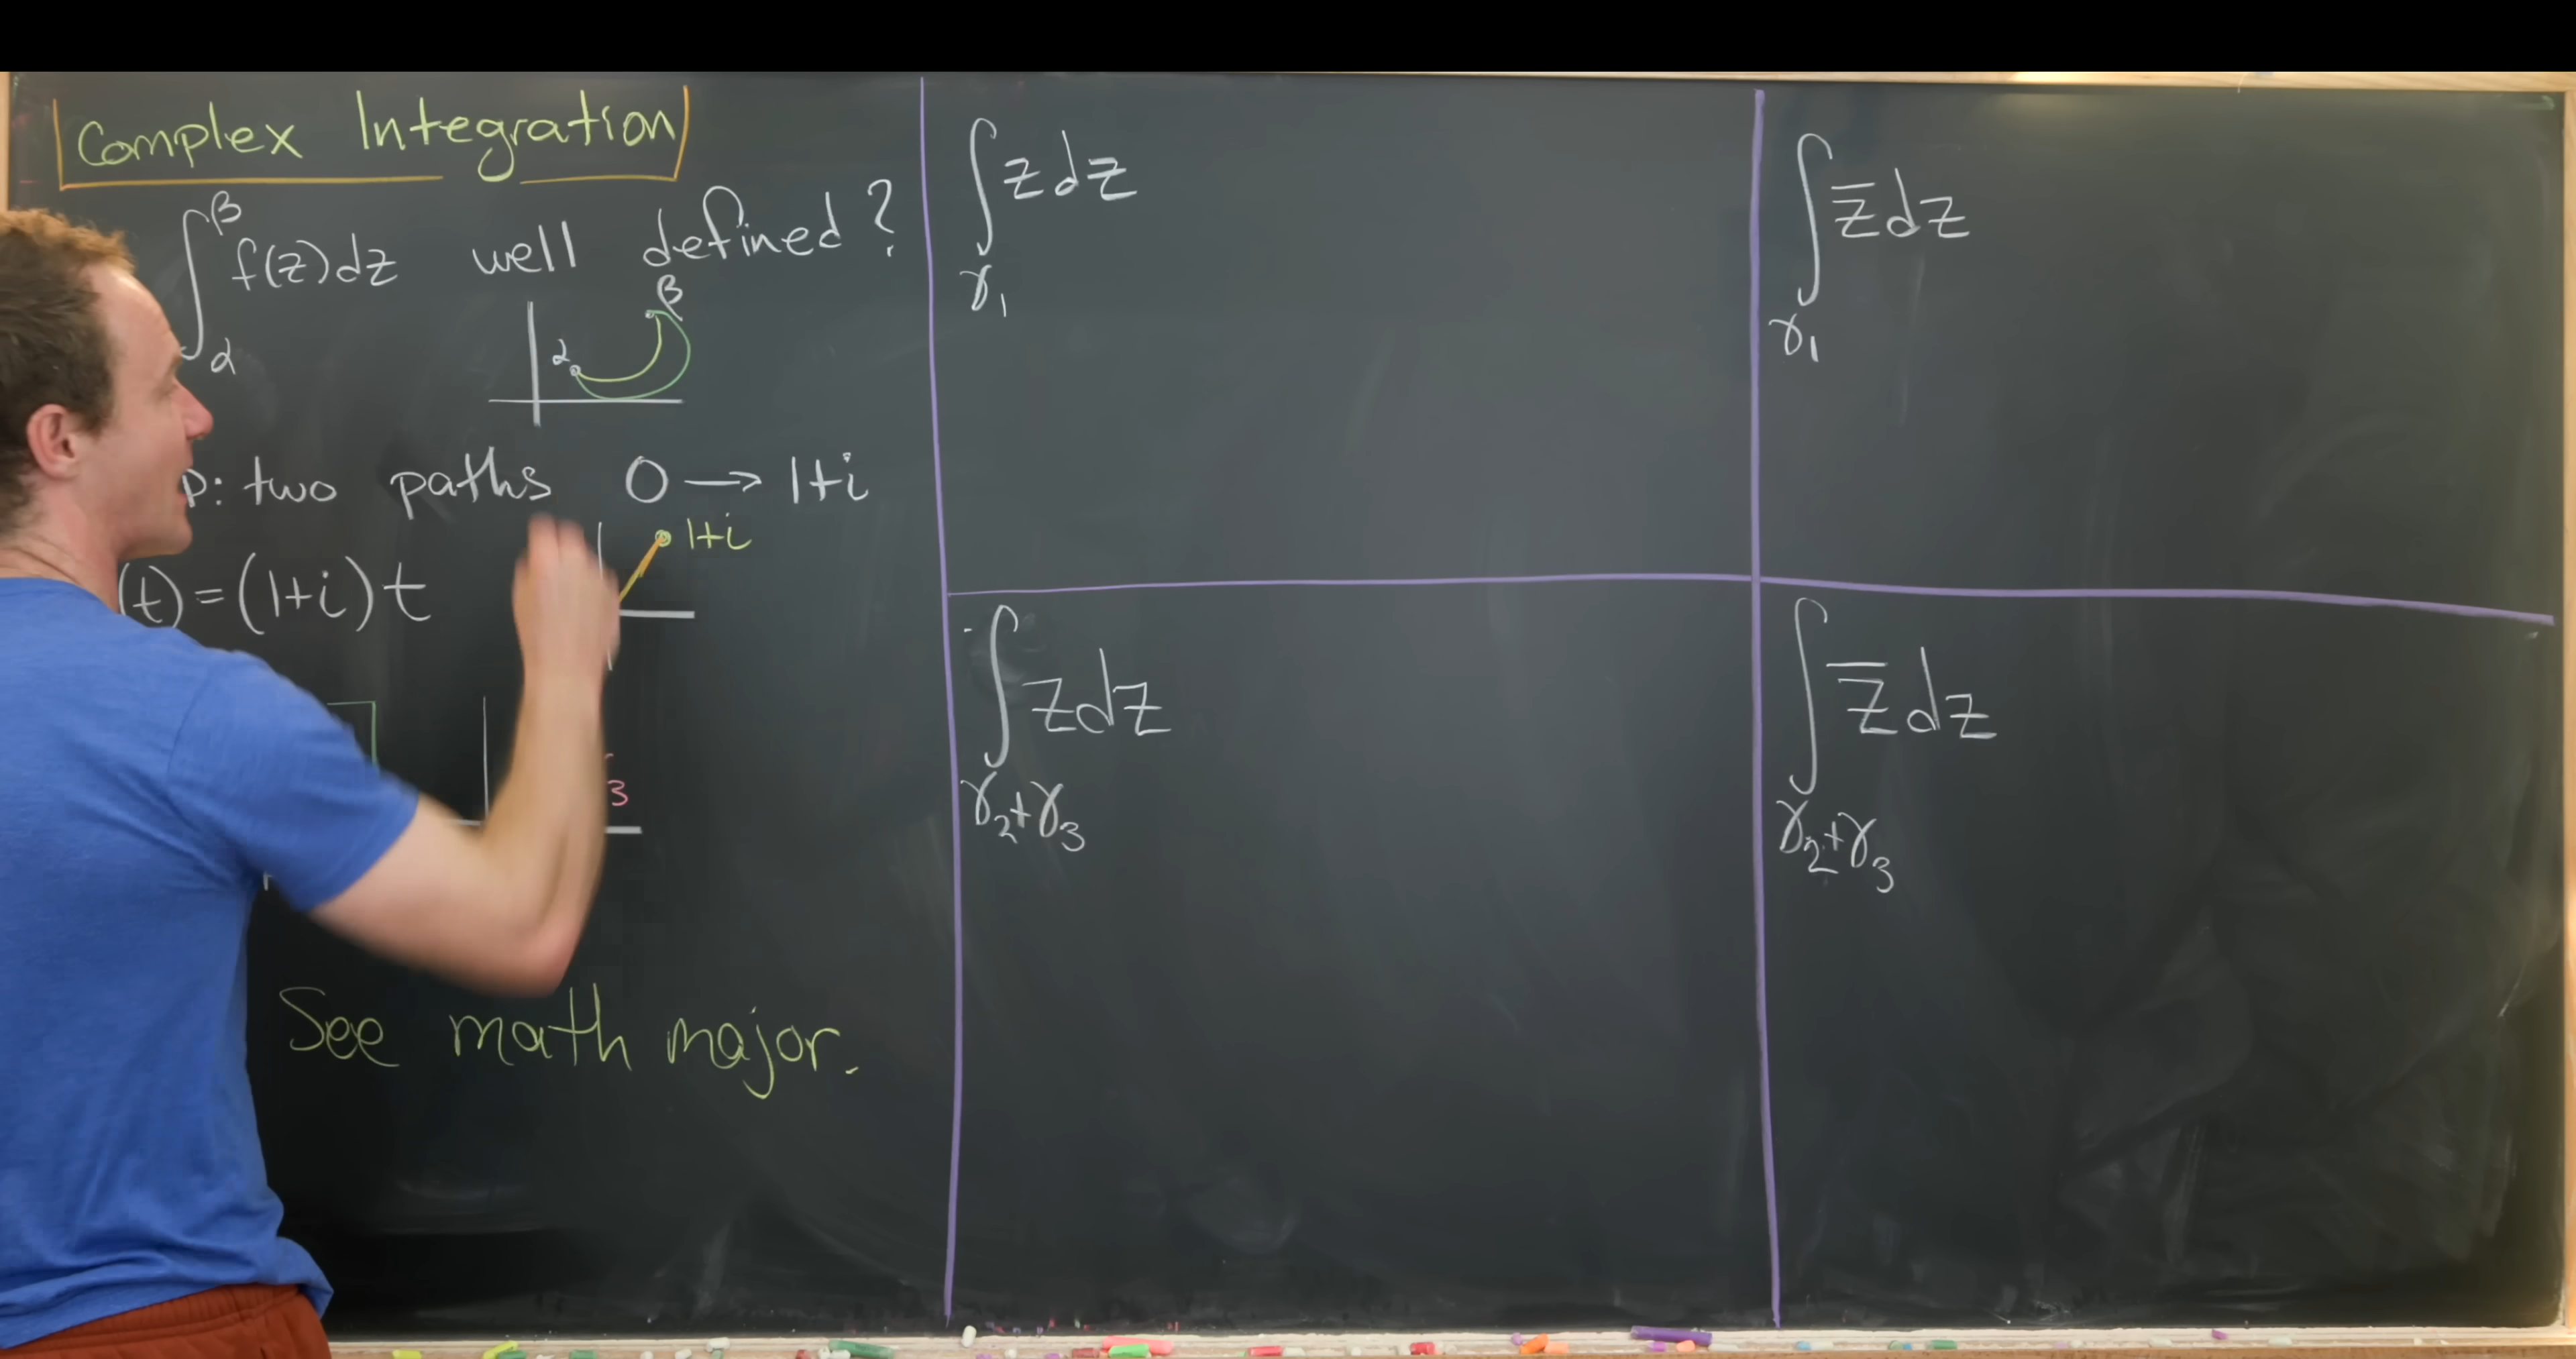 Complex Integration
∫_α^β f(z)dz well defined?
β
α
p: two paths 0 → 1+i
1+i
(t) = (1+i)t
3
See math major.
∫_γ₁ z dz
∫_γ₁ z̄ dz
∫_γ₂+γ₃ z dz
∫_γ₂+γ₃ z̄ dz